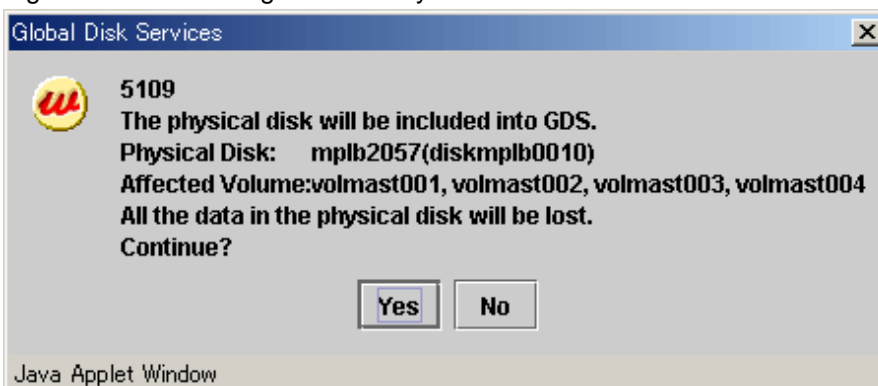 Global Disk Services
5109
The physical disk will be included into GDS.
Physical Disk: mplb2057(diskmplb0010)
Affected Volume:volmast001, volmast002, volmast003, volmast004
All the data in the physical disk will be lost.
Continue?
Yes No
Java Applet Window